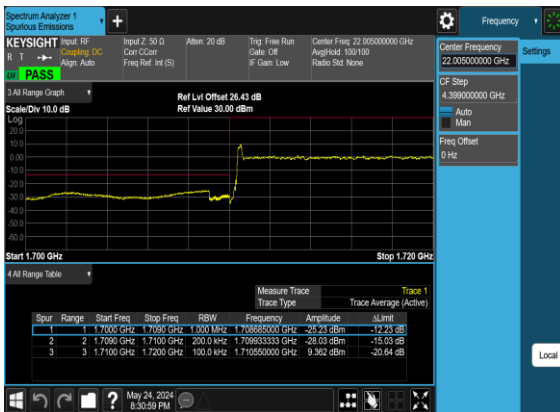 Spectrum Analyzer 1
Spurious Emissions
+
Frequency
KEYSIGHT Input: RF Input Z: 50 Ω Atten: 20 dB Trig: Free Run Center Freq: 22.005000000 GHz
R T Coupling: DC Corr CCorr Gate: Off Avg|Hold: 100/100
Align: Auto Freq Ref: Int (S) IF Gain: Low Radio Std: None
PASS
Center Frequency
22.005000000 GHz
Settings
CF Step
4.399000000 GHz
Auto
Man
Freq Offset
0 Hz
3 All Range Graph
Ref Lvl Offset 26.43 dB
Scale/Div 10.0 dB Ref Value 30.00 dBm
Log
20.0
10.0
0.00
-10.0
-20.0
-30.0
-40.0
-50.0
-60.0
Start 1.700 GHz Stop 1.720 GHz
4 All Range Table
Measure Trace Trace 1
Trace Type Trace Average (Active)
Spur Range Start Freq Stop Freq RBW Frequency Amplitude ΔLimit
1 1 1.7000 GHz 1.7090 GHz 1.000 MHz 1.708685000 GHz -25.23 dBm -12.23 dB
2 2 1.7090 GHz 1.7100 GHz 200.0 kHz 1.709933333 GHz -28.03 dBm -15.03 dB
3 3 1.7100 GHz 1.7200 GHz 100.0 kHz 1.710550000 GHz 9.362 dBm -20.64 dB
Local
?
May 24, 2024
8:30:59 PM